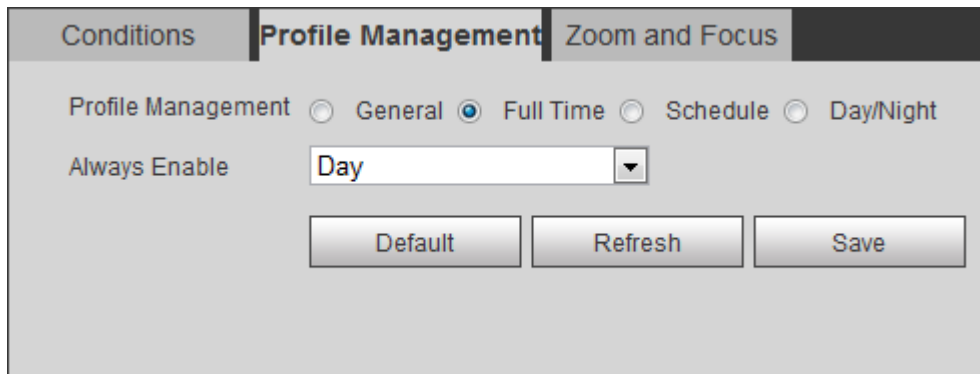 Conditions Profile Management Zoom and Focus
Profile Management General Full Time Schedule Day/Night
Always Enable Day
Default Refresh Save